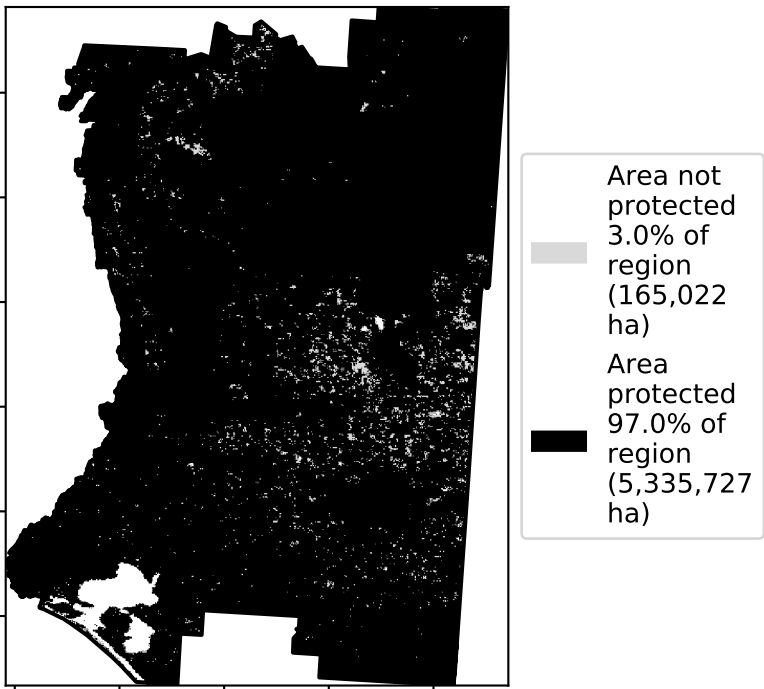 Area not
protected
3.0% of
region
(165,022
ha)
Area
protected
97.0% of
region
(5,335,727
ha)